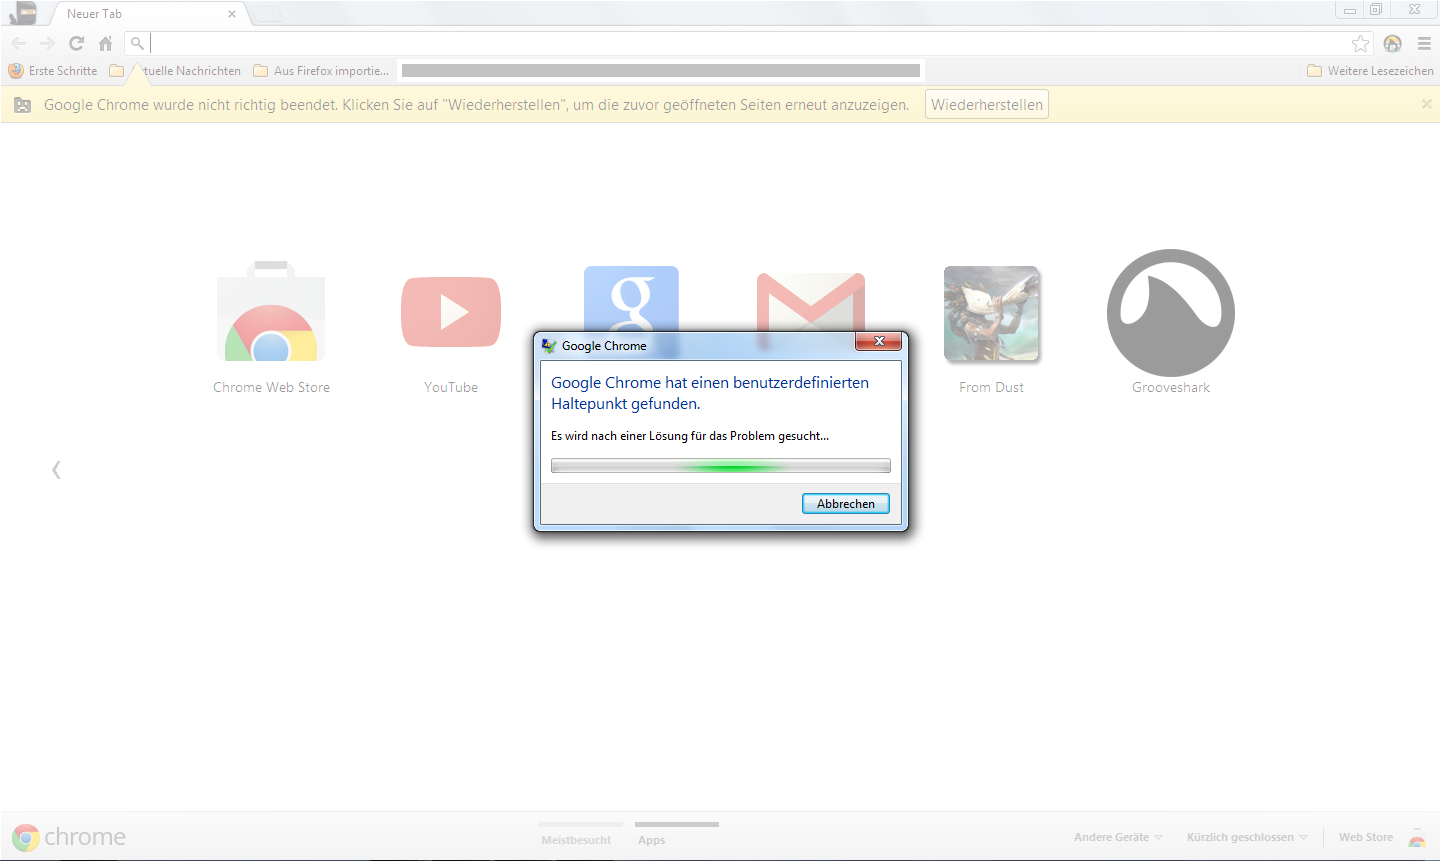 Neuer Tab
Erste Schritte
tuelle Nachrichten
Aus Firefox importie...
Weitere Lesezeichen
Google Chrome wurde nicht richtig beendet. Klicken Sie auf "Wiederherstellen", um die zuvor geöffneten Seiten erneut anzuzeigen.
Wiederherstellen
Chrome Web Store
YouTube
From Dust
Grooveshark
Google Chrome
Google Chrome hat einen benutzerdefinierten
Haltepunkt gefunden.
Es wird nach einer Lösung für das Problem gesucht...
Abbrechen
chrome
Meistbesucht
Apps
Andere Geräte
Kürzlich geschlossen
Web Store